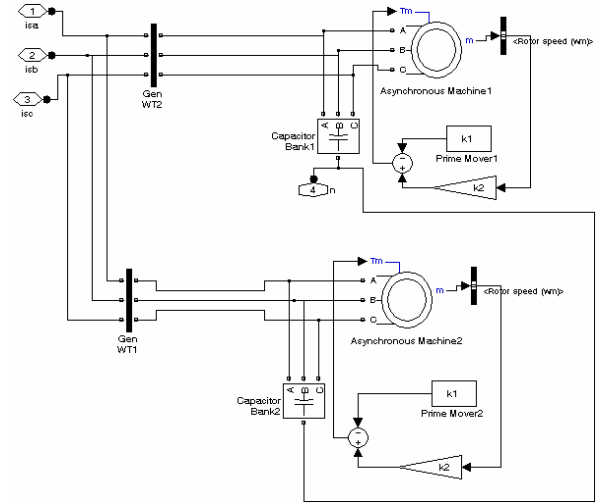 1
isa
2
isb
3
isc
Gen
WT2
Tm
A
B
C
m
<Rotor speed (wm)>
Asynchronous Machine1
A B C
Capacitor
Bank1
k1
Prime Mover1
-
+
k2
4
n
Gen
WT1
Tm
A
B
C
m
<Rotor speed (wm)>
Asynchronous Machine2
A B C
Capacitor
Bank2
k1
Prime Mover2
-
+
k2